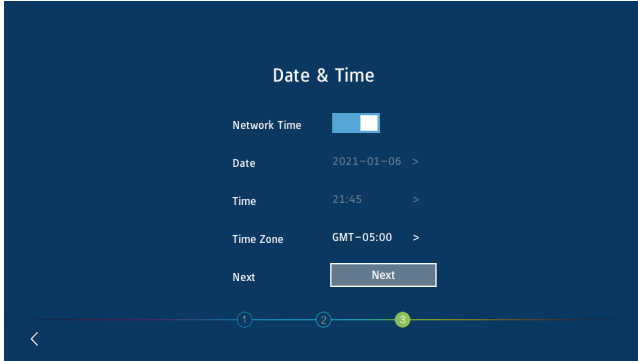 Date & Time
Network Time
Date 2021-01-06 >
Time 21:45 >
Time Zone GMT-05:00 >
Next Next
1 2 3
<